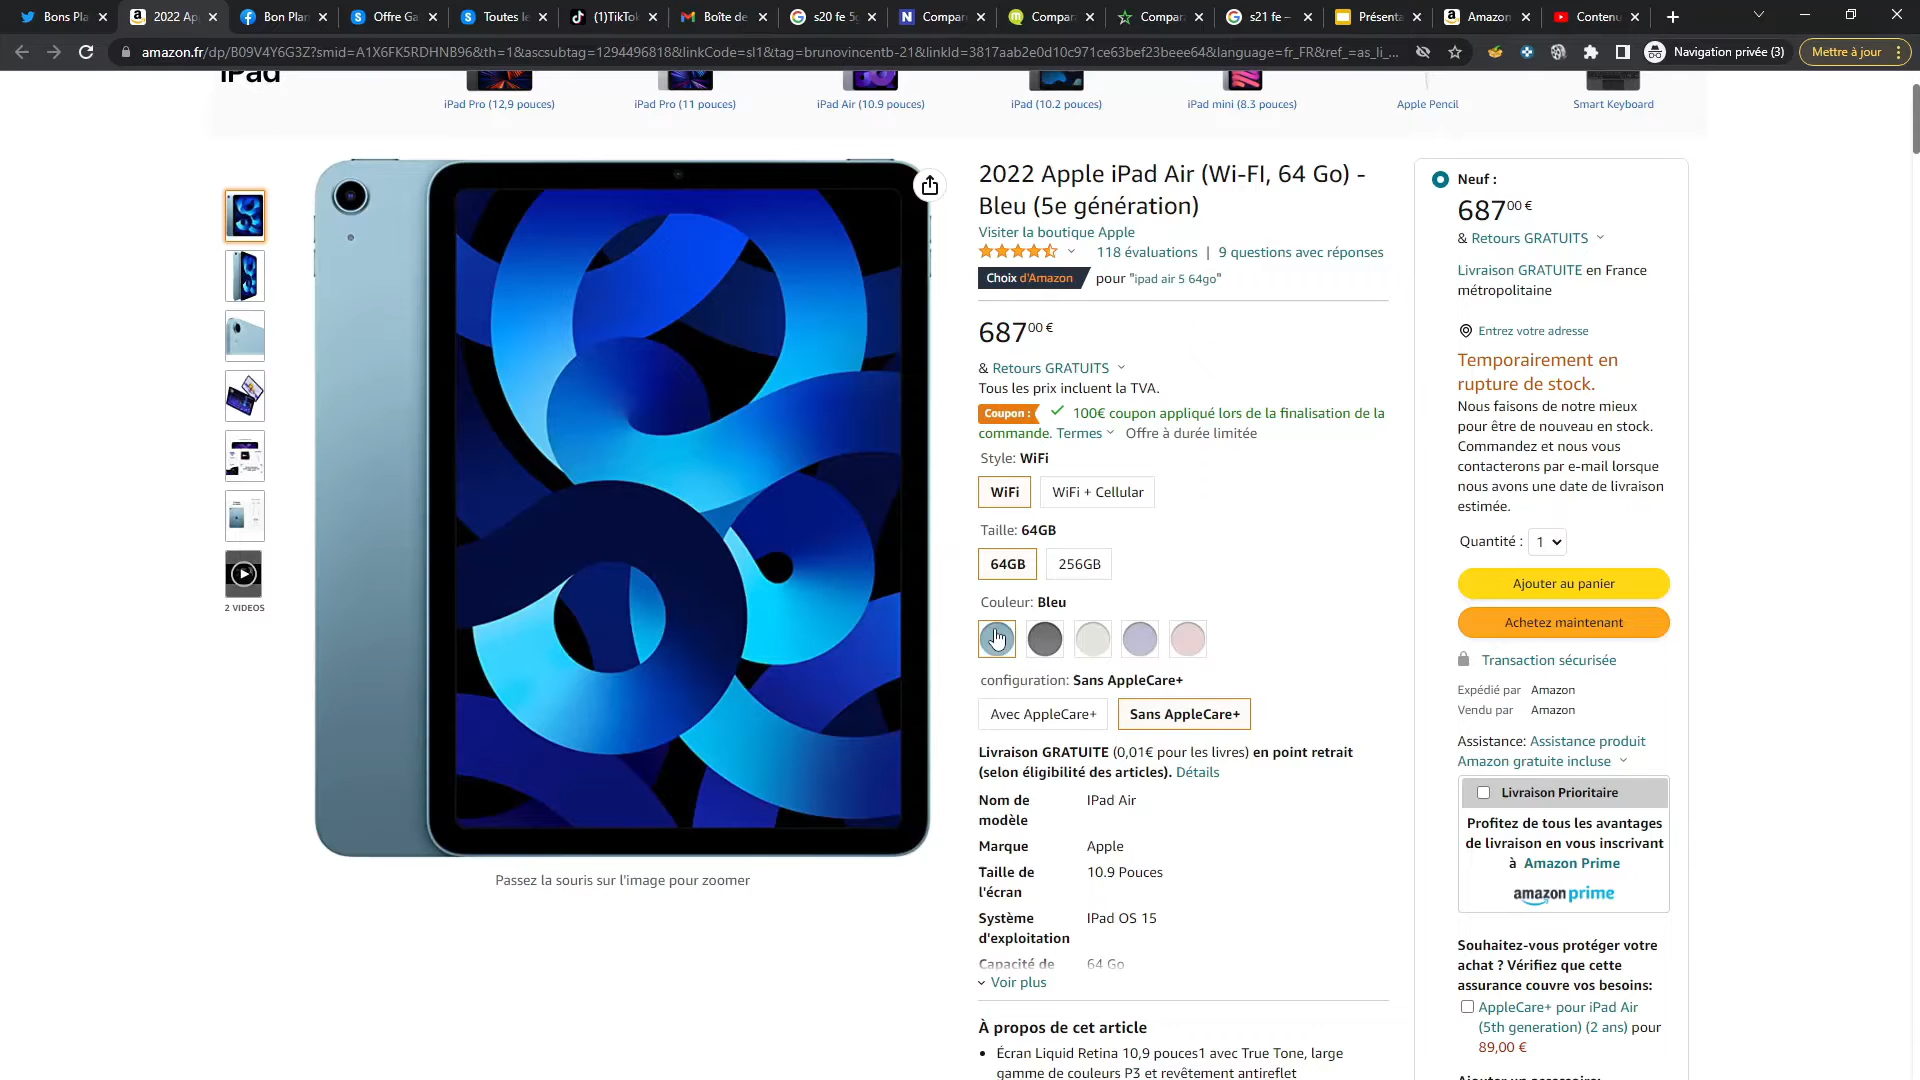 Bons Pla
2022 Ap
Bon Plan
Offre Ga
Toutes le
(1)TikTok
Boîte de
s20 fe 5g
Compar
Compara
Compara
s21 fe –
Présenta
Amazon
Contenu
amazon.fr/dp/B09V4Y6G3Z?smid=A1X6FK5RDHNB96&th=1&ascsubtag=1294496818&linkCode=sl1&tag=brunovincentb-21&linkId=3817aab2e0d10c971ce63bef23beee64&language=fr_FR&ref_=as_li_...
Navigation privée (3)
Mettre à jour
iPad
iPad Pro (12,9 pouces)
iPad Pro (11 pouces)
iPad Air (10.9 pouces)
iPad (10.2 pouces)
iPad mini (8.3 pouces)
Apple Pencil
Smart Keyboard
2 VIDEOS
Passez la souris sur l'image pour zoomer
2022 Apple iPad Air (Wi-FI, 64 Go) -
Bleu (5e génération)
Visiter la boutique Apple
118 évaluations | 9 questions avec réponses
Choix d'Amazon pour "ipad air 5 64go"
687,00 €
& Retours GRATUITS
Tous les prix incluent la TVA.
Coupon : 100€ coupon appliqué lors de la finalisation de la
commande. Termes Offre à durée limitée
Style: WiFi
WiFi
WiFi + Cellular
Taille: 64GB
64GB
256GB
Couleur: Bleu
configuration: Sans AppleCare+
Avec AppleCare+
Sans AppleCare+
Livraison GRATUITE (0,01€ pour les livres) en point retrait
(selon éligibilité des articles). Détails
Nom de
modèle
IPad Air
Marque
Apple
Taille de
l'écran
10.9 Pouces
Système
d'exploitation
IPad OS 15
Capacité de
64 Go
Voir plus
À propos de cet article
Écran Liquid Retina 10,9 pouces1 avec True Tone, large
gamme de couleurs P3 et revêtement antireflet
Neuf :
687,00 €
& Retours GRATUITS
Livraison GRATUITE en France
métropolitaine
Entrez votre adresse
Temporairement en
rupture de stock.
Nous faisons de notre mieux
pour être de nouveau en stock.
Commandez et nous vous
contacterons par e-mail lorsque
nous avons une date de livraison
estimée.
Quantité : 1
Ajouter au panier
Achetez maintenant
Transaction sécurisée
Expédié par Amazon
Vendu par Amazon
Assistance: Assistance produit
Amazon gratuite incluse
Livraison Prioritaire
Profitez de tous les avantages
de livraison en vous inscrivant
à Amazon Prime
amazon prime
Souhaitez-vous protéger votre
achat ? Vérifiez que cette
assurance couvre vos besoins:
AppleCare+ pour iPad Air
(5th generation) (2 ans) pour
89,00 €